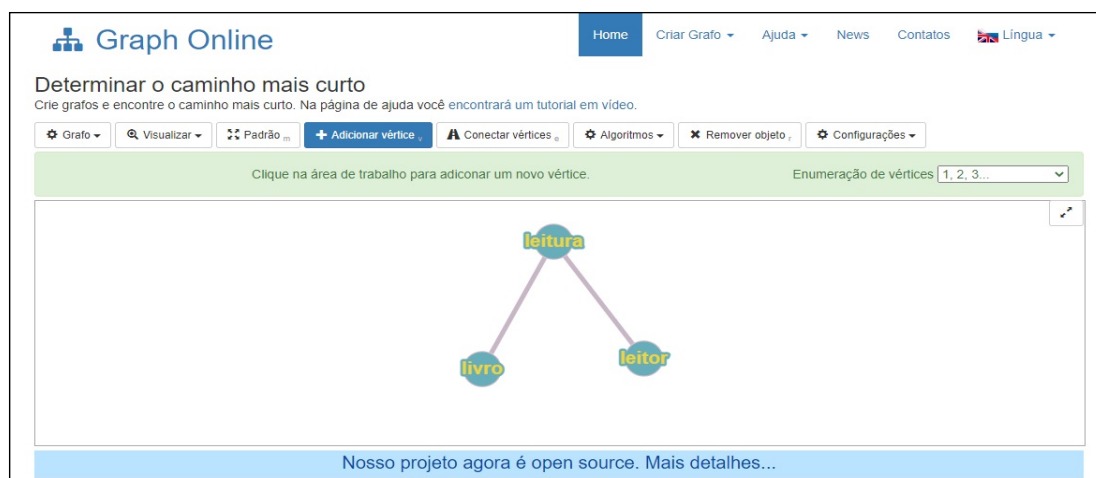 Graph Online
Home Criar Grafo Ajuda News Contatos Língua
Determinar o caminho mais curto
Crie grafos e encontre o caminho mais curto. Na página de ajuda você encontrará um tutorial em vídeo.
Grafo Visualizar Padrão m Adicionar vértice v Conectar vértices e Algoritmos Remover objeto r Configurações
Clique na área de trabalho para adiconar um novo vértice. Enumeração de vértices 1, 2, 3...
leitura
livro
leitor
Nosso projeto agora é open source. Mais detalhes...